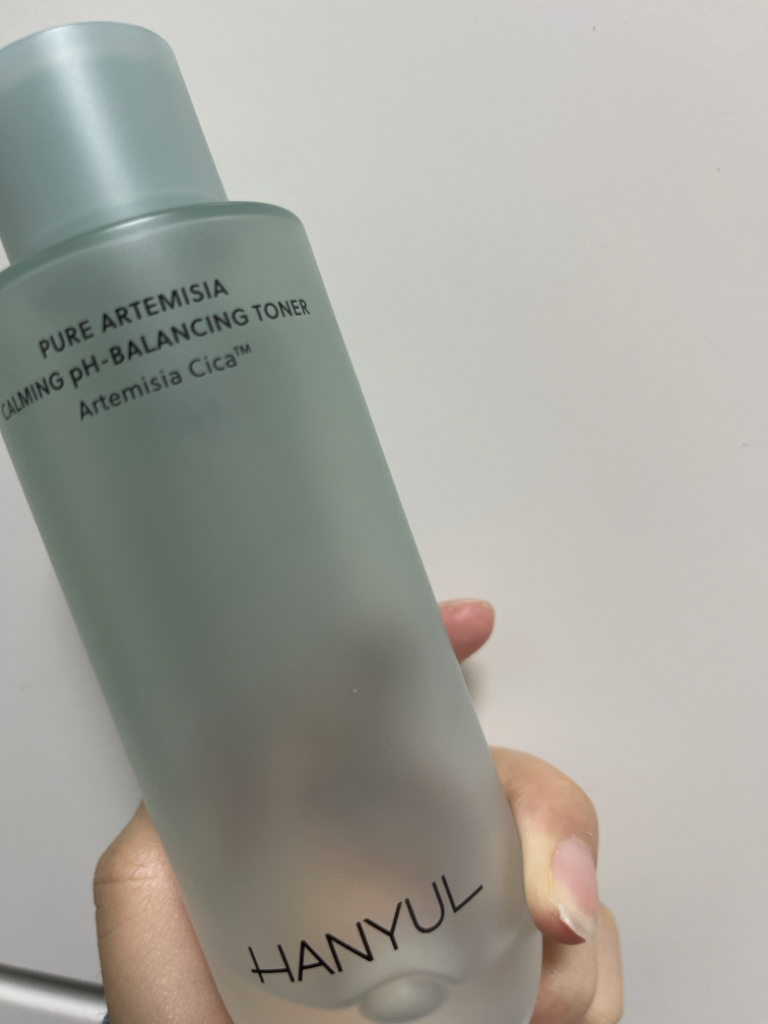 PURE ARTEMISIA
CALMING pH-BALANCING TONER
Artemisia Cica™
HANYUL